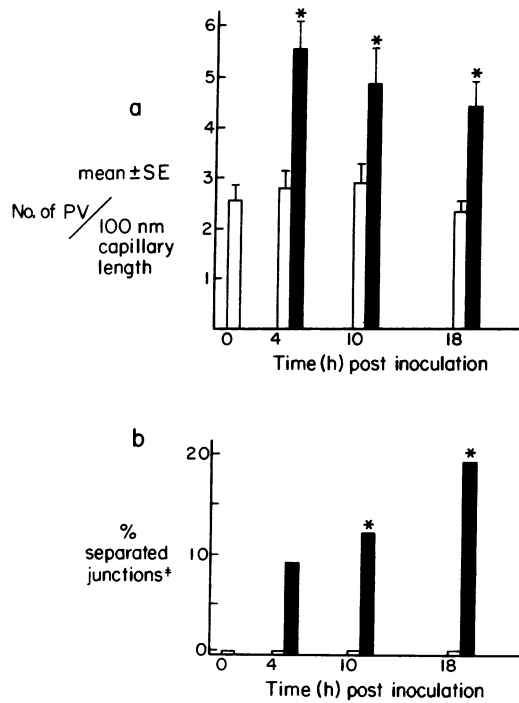 a
6
5
4
3
2
1
*
*
*
mean ± SE
No. of PV / 100 nm
capillary
length
0 4 10 18
Time (h) post inoculation
b
20
10
0
*
*
%
separated
junctions‡
0 4 10 18
Time (h) post inoculation